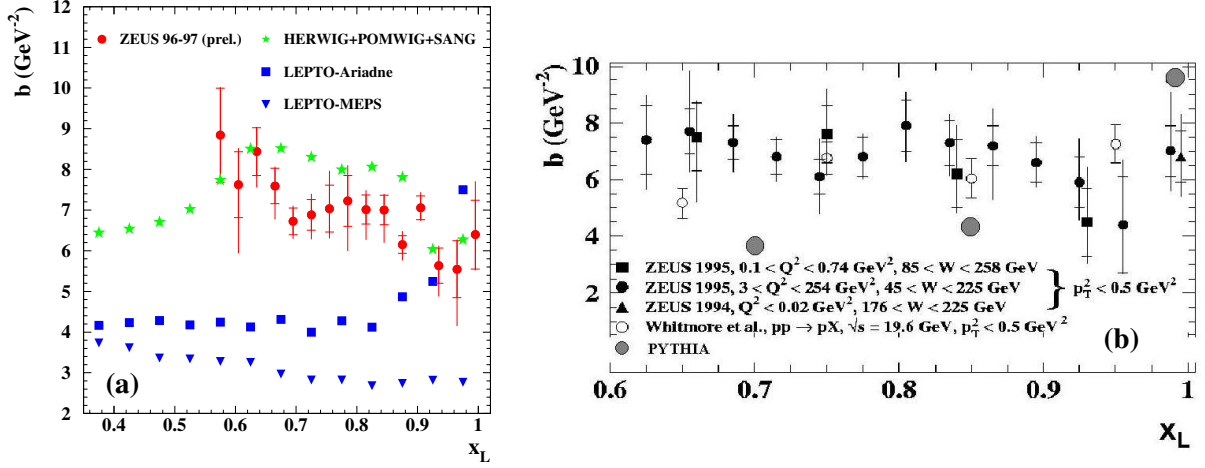 b (GeV⁻²)
12
11
10
9
8
7
6
5
4
3
2
ZEUS 96-97 (prel.)
HERWIG+POMWIG+SANG
LEPTO-Ariadne
LEPTO-MEPS
(a)
0.4 0.5 0.6 0.7 0.8 0.9 1
x_L
b (GeV⁻²)
10
8
6
4
2
ZEUS 1995, 0.1 < Q² < 0.74 GeV², 85 < W < 258 GeV
ZEUS 1995, 3 < Q² < 254 GeV², 45 < W < 225 GeV
ZEUS 1994, Q² < 0.02 GeV², 176 < W < 225 GeV
} p_T² < 0.5 GeV²
Whitmore et al., pp → pX, √s = 19.6 GeV, p_T² < 0.5 GeV²
PYTHIA
(b)
0.6 0.7 0.8 0.9 1
x_L